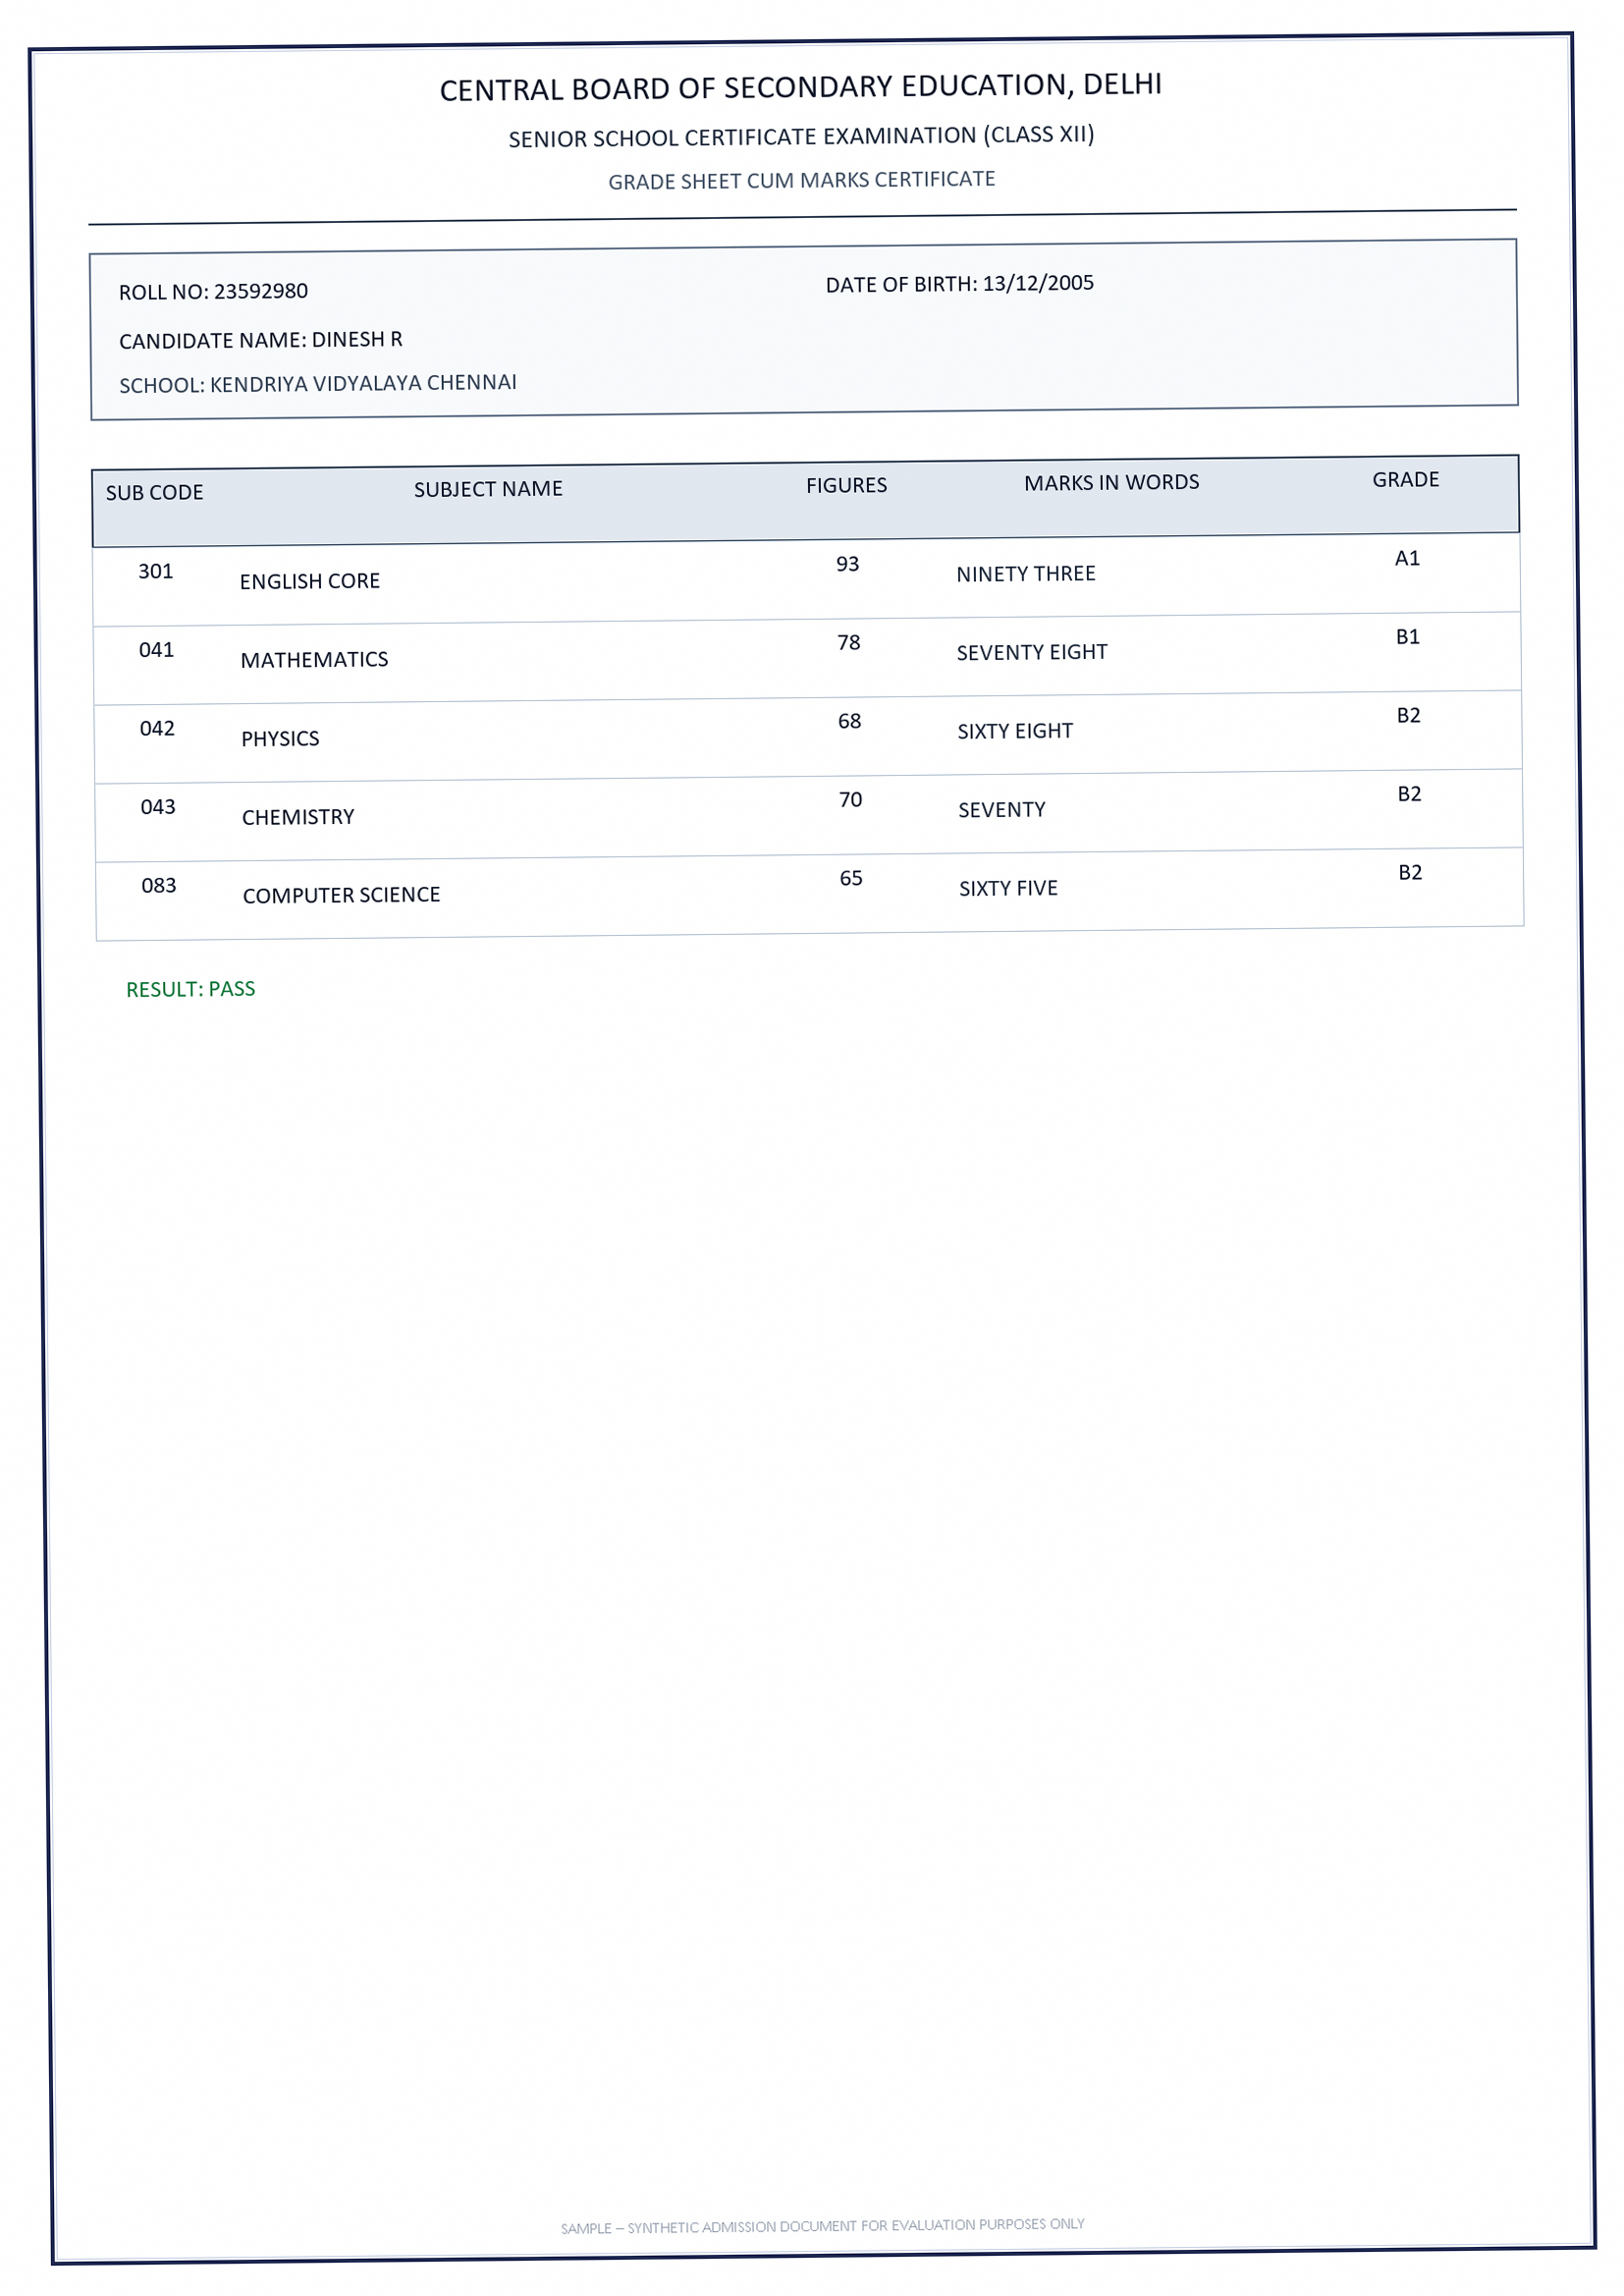 CENTRAL BOARD OF SECONDARY EDUCATION, DELHI
SENIOR SCHOOL CERTIFICATE EXAMINATION (CLASS XII)
GRADE SHEET CUM MARKS CERTIFICATE
ROLL NO: 23592980 DATE OF BIRTH: 13/12/2005
CANDIDATE NAME: DINESH R
SCHOOL: KENDRIYA VIDYALAYA CHENNAI
SUB CODE SUBJECT NAME FIGURES MARKS IN WORDS GRADE
301 ENGLISH CORE 93 NINETY THREE A1
041 MATHEMATICS 78 SEVENTY EIGHT B1
042 PHYSICS 68 SIXTY EIGHT B2
043 CHEMISTRY 70 SEVENTY B2
083 COMPUTER SCIENCE 65 SIXTY FIVE B2
RESULT: PASS
SAMPLE – SYNTHETIC ADMISSION DOCUMENT FOR EVALUATION PURPOSES ONLY